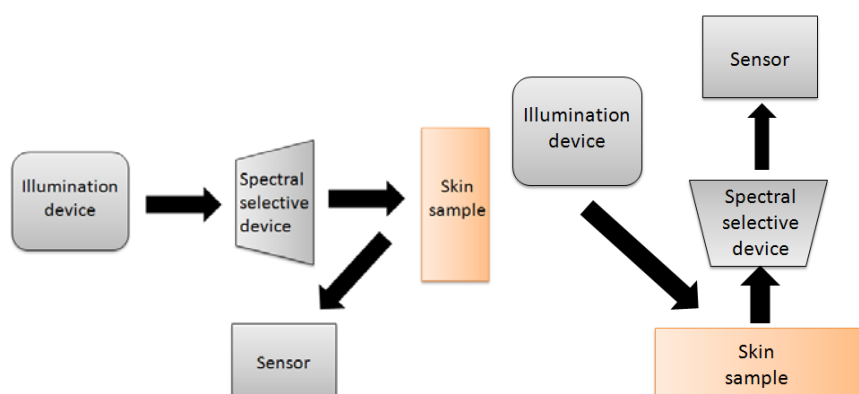 Illumination
device
Spectral
selective
device
Skin
sample
Sensor
Illumination
device
Sensor
Spectral
selective
device
Skin
sample